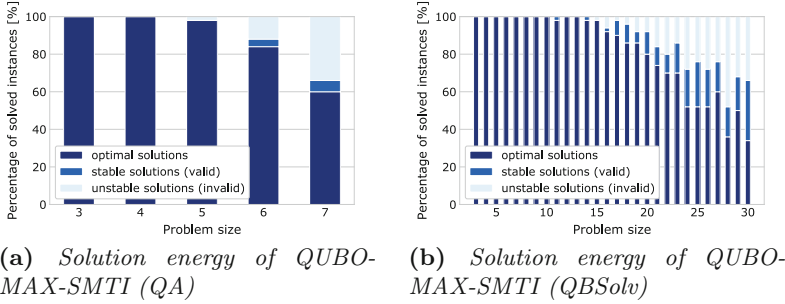 Percentage of solved instances [%]
100
80
60
40
20
0
optimal solutions
stable solutions (valid)
unstable solutions (invalid)
3 4 5 6 7
Problem size
(a) Solution energy of QUBO-
MAX-SMTI (QA)
Percentage of solved instances [%]
100
80
60
40
20
0
optimal solutions
stable solutions (valid)
unstable solutions (invalid)
5 10 15 20 25 30
Problem size
(b) Solution energy of QUBO-
MAX-SMTI (QBSolv)